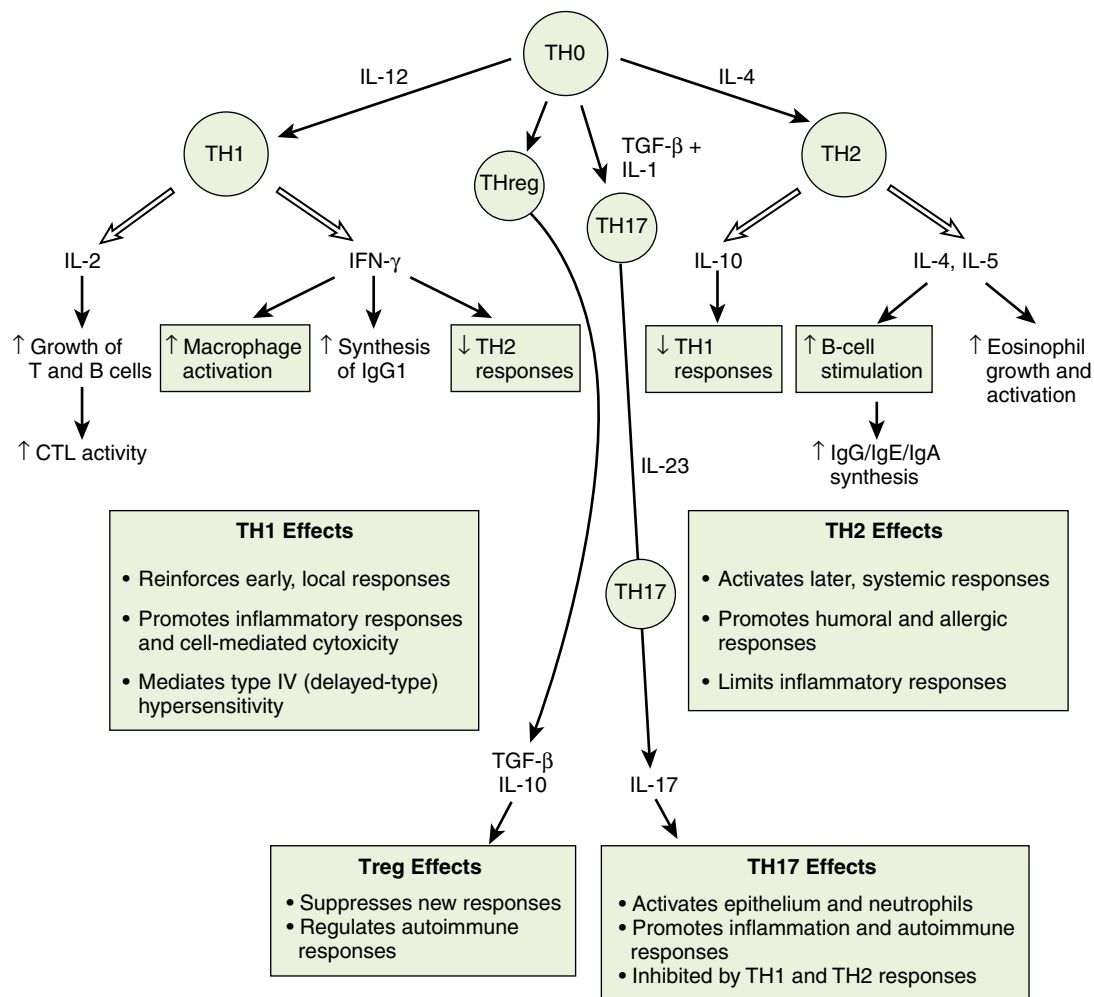 TH0
IL-12
IL-4
TH1
THreg
TGF-β +
IL-1
TH17
TH2
IL-2
IFN-γ
IL-10
IL-4, IL-5
↑ Growth of
T and B cells
↑ Macrophage
activation
↑ Synthesis
of IgG1
↓ TH2
responses
↓ TH1
responses
↑ B-cell
stimulation
↑ Eosinophil
growth and
activation
↑ CTL activity
↑ IgG/IgE/IgA
synthesis
IL-23
TH1 Effects
• Reinforces early, local responses
• Promotes inflammatory responses
and cell-mediated cytoxicity
• Mediates type IV (delayed-type)
hypersensitivity
TH17
TH2 Effects
• Activates later, systemic responses
• Promotes humoral and allergic
responses
• Limits inflammatory responses
TGF-β
IL-10
IL-17
Treg Effects
• Suppresses new responses
• Regulates autoimmune
responses
TH17 Effects
• Activates epithelium and neutrophils
• Promotes inflammation and autoimmune
responses
• Inhibited by TH1 and TH2 responses